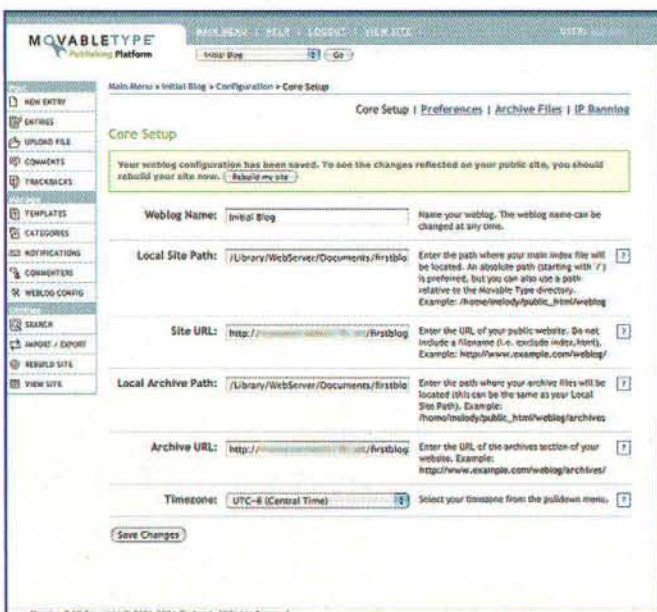 MOVABLETYPE
Publishing Platform
MAIN MENU | HELP | LOGOUT | VIEW SITE
USER:
Initial Blog
Go
Main Menu > Initial Blog > Configuration > Core Setup
NEW ENTRY
ENTRIES
UPLOAD FILE
COMMENTS
TRACKBACKS
TEMPLATES
CATEGORIES
NOTIFICATIONS
COMMENTERS
WEBLOG CONFIG
SEARCH
IMPORT / EXPORT
REBUILD SITE
VIEW SITE
Core Setup | Preferences | Archive Files | IP Banning
Core Setup
Your weblog configuration has been saved. To see the changes reflected on your public site, you should
rebuild your site now. Rebuild my site
Weblog Name:
Initial Blog
Name your weblog. The weblog name can be
changed at any time.
Local Site Path:
/Library/WebServer/Documents/firstblo
Enter the path where your main index file will
be located. An absolute path (starting with '/')
is preferred, but you can also use a path
relative to the Movable Type directory.
Example: /home/melody/public_html/weblog
?
Site URL:
http://
/firstblog
Enter the URL of your public website. Do not
include a filename (i.e. exclude index.html).
Example: http://www.example.com/weblog/
?
Local Archive Path:
/Library/WebServer/Documents/firstblo
Enter the path where your archive files will be
located (this can be the same as your Local
Site Path). Example:
/home/melody/public_html/weblog/archives
?
Archive URL:
http://
/firstblog
Enter the URL of the archives section of your
website. Example:
http://www.example.com/weblog/archives/
?
Timezone:
UTC-6 (Central Time)
Select your timezone from the pulldown menu.
?
Save Changes